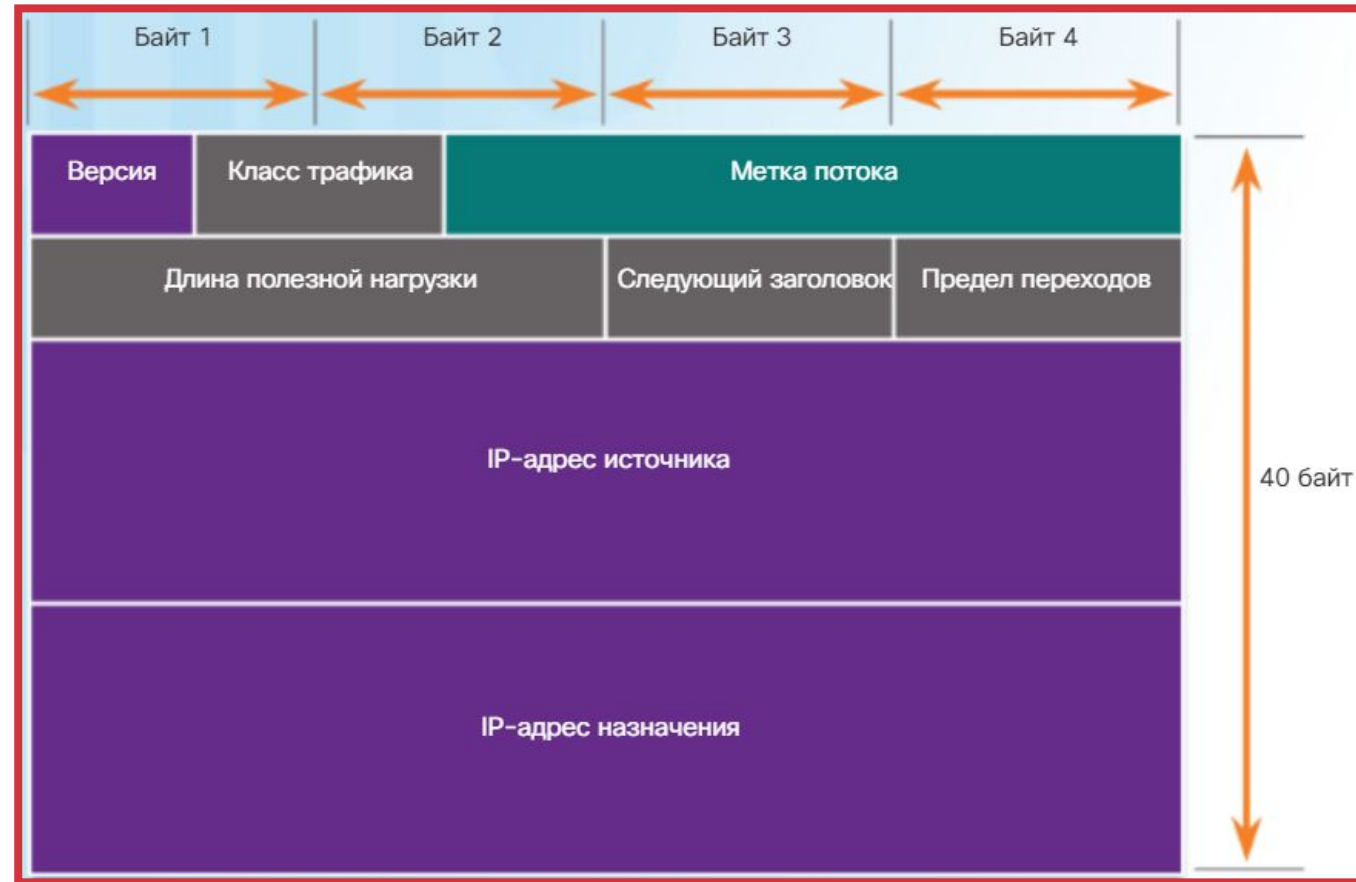 Байт 1 Байт 2 Байт 3 Байт 4
Версия Класс трафика Метка потока
Длина полезной нагрузки Следующий заголовок Предел переходов
IP-адрес источника
40 байт
IP-адрес назначения